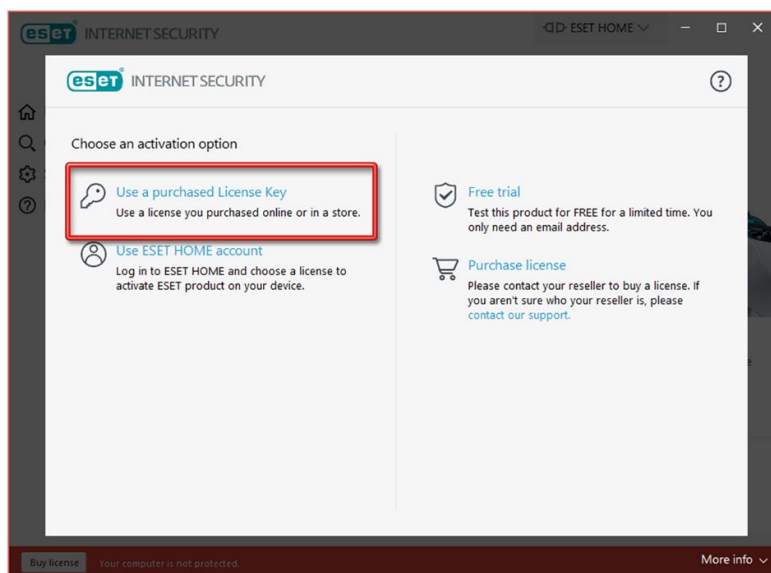 eset INTERNET SECURITY
ESET HOME
eset INTERNET SECURITY
Choose an activation option
Use a purchased License Key
Use a license you purchased online or in a store.
Use ESET HOME account
Log in to ESET HOME and choose a license to
activate ESET product on your device.
Free trial
Test this product for FREE for a limited time. You
only need an email address.
Purchase license
Please contact your reseller to buy a license. If
you aren't sure who your reseller is, please
contact our support.
Buy license
Your computer is not protected.
More info